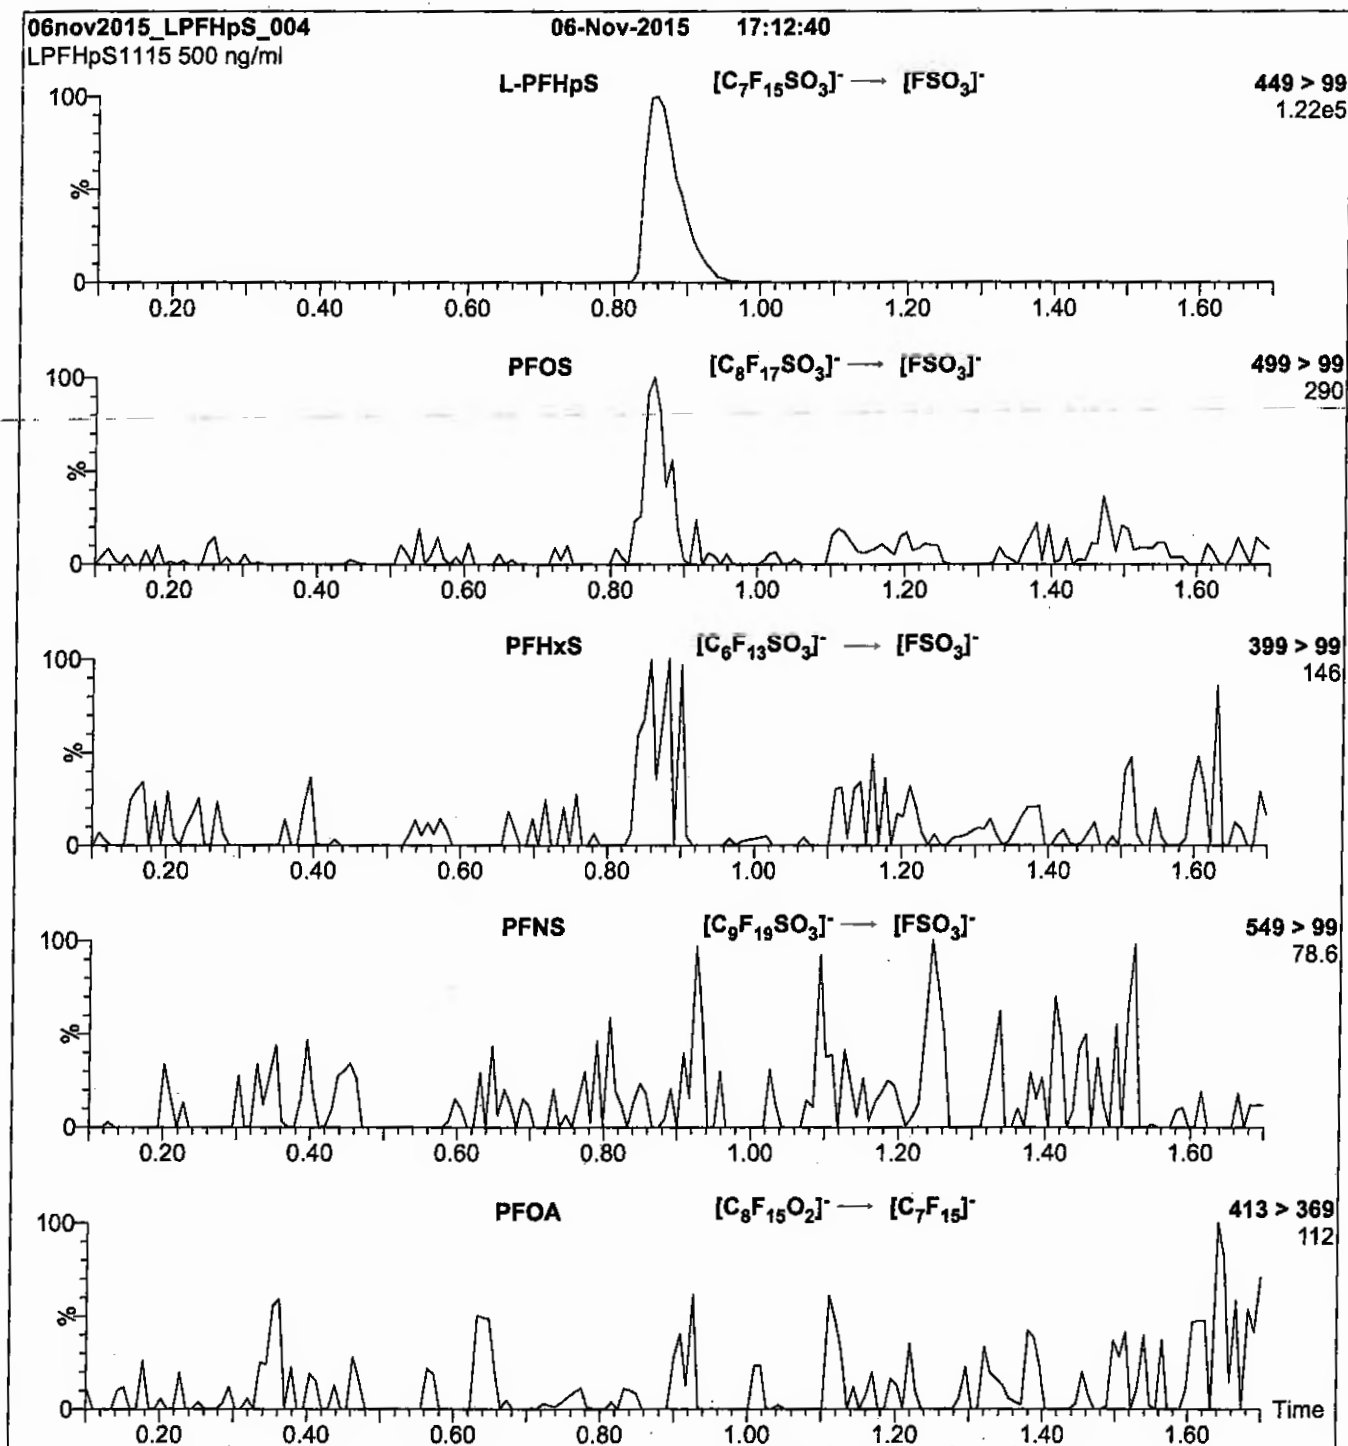 06nov2015_LPFHpS_004 06-Nov-2015 17:12:40
LPFHpS1115 500 ng/ml
L-PFHpS [C₇F₁₅SO₃]⁻ → [FSO₃]⁻ 449 > 99
1.22e5
100
%
0
0.20 0.40 0.60 0.80 1.00 1.20 1.40 1.60
PFOS [C₈F₁₇SO₃]⁻ → [FSO₃]⁻ 499 > 99
290
100
%
0
0.20 0.40 0.60 0.80 1.00 1.20 1.40 1.60
PFHxS [C₆F₁₃SO₃]⁻ → [FSO₃]⁻ 399 > 99
146
100
%
0
0.20 0.40 0.60 0.80 1.00 1.20 1.40 1.60
PFNS [C₉F₁₉SO₃]⁻ → [FSO₃]⁻ 549 > 99
78.6
100
%
0
0.20 0.40 0.60 0.80 1.00 1.20 1.40 1.60
PFOA [C₈F₁₅O₂]⁻ → [C₇F₁₅]⁻ 413 > 369
112
100
%
0
Time
0.20 0.40 0.60 0.80 1.00 1.20 1.40 1.60